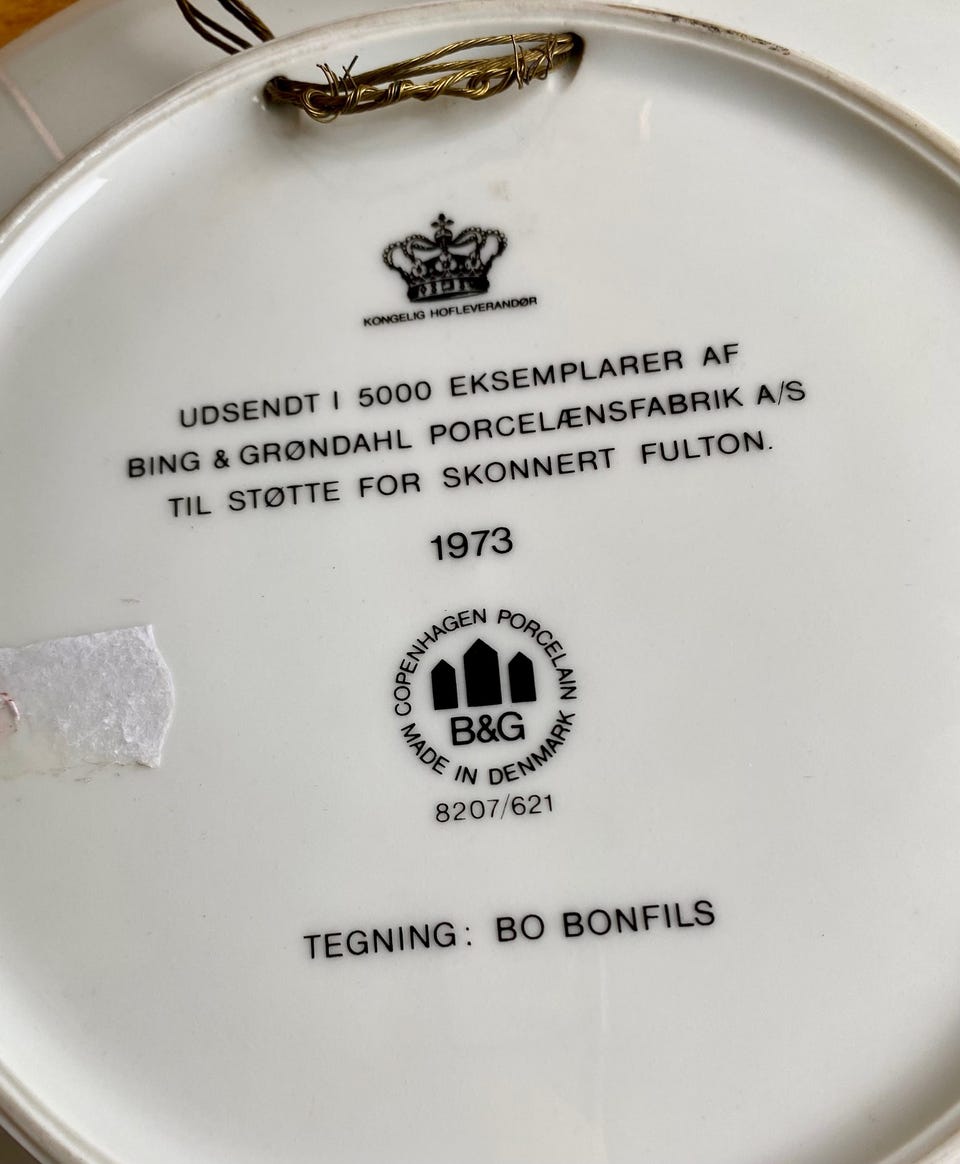 KONGELIG HOFLEVERANDØR
UDSENDT I 5000 EKSEMPLARER AF
BING & GRØNDAHL PORCELÆNSFABRIK A/S
TIL STØTTE FOR SKONNERT FULTON.
1973
COPENHAGEN PORCELAIN
B&G
MADE IN DENMARK
8207/621
TEGNING: BO BONFILS